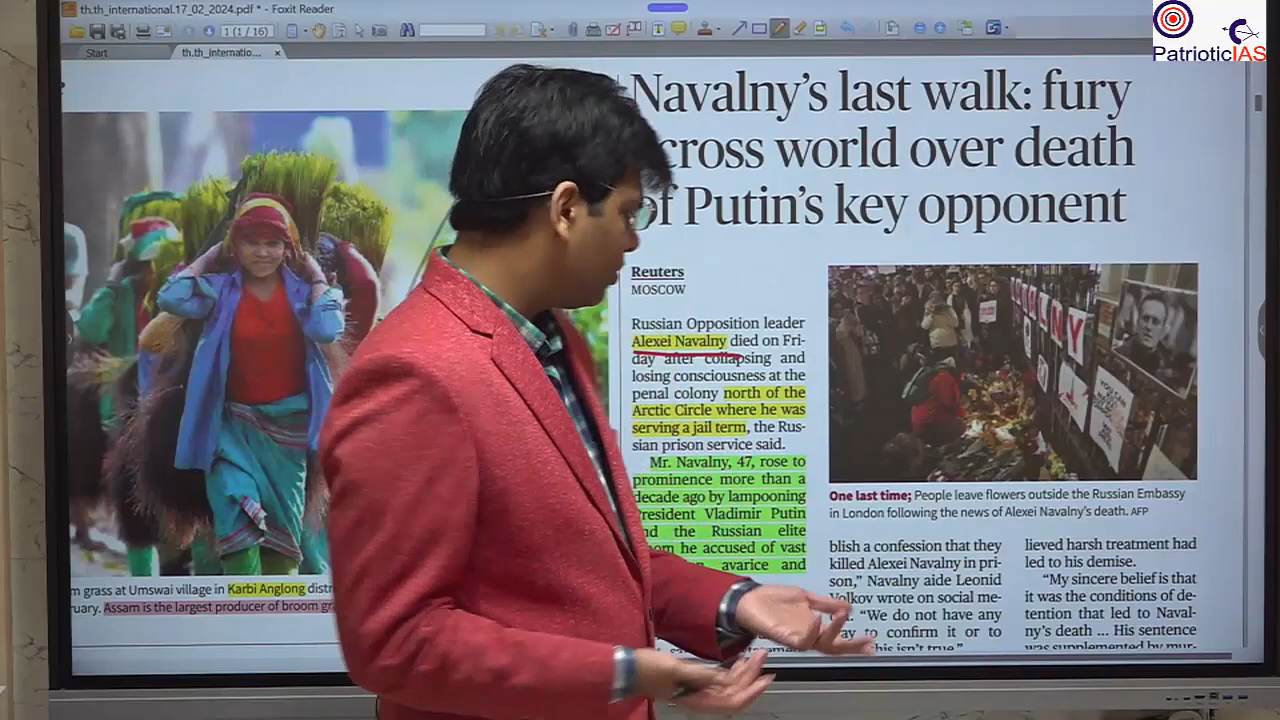 th.th_international.17_02_2024.pdf * - Foxit Reader
1 (1 / 16)
Start
th.th_internatio...
PatrioticIAS
Navalny's last walk: fury
cross world over death
of Putin's key opponent
Reuters
MOSCOW
Russian Opposition leader
Alexei Navalny died on Fri-
day after collapsing and
losing consciousness at the
penal colony north of the
Arctic Circle where he was
serving a jail term, the Rus-
sian prison service said.
Mr. Navalny, 47, rose to
prominence more than a
decade ago by lampooning
President Vladimir Putin
and the Russian elite
he accused of vast
avarice and
NAVALNY
One last time; People leave flowers outside the Russian Embassy
in London following the news of Alexei Navalny's death. AFP
blish a confession that they
killed Alexei Navalny in pri-
son," Navalny aide Leonid
Volkov wrote on social me-
"We do not have any
way to confirm it or to
this isn't true."
lieved harsh treatment had
led to his demise.
"My sincere belief is that
it was the conditions of de-
tention that led to Naval-
ny's death ... His sentence
was supplemented by mur-
m grass at Umswai village in Karbi Anglong distri
ruary. Assam is the largest producer of broom gr